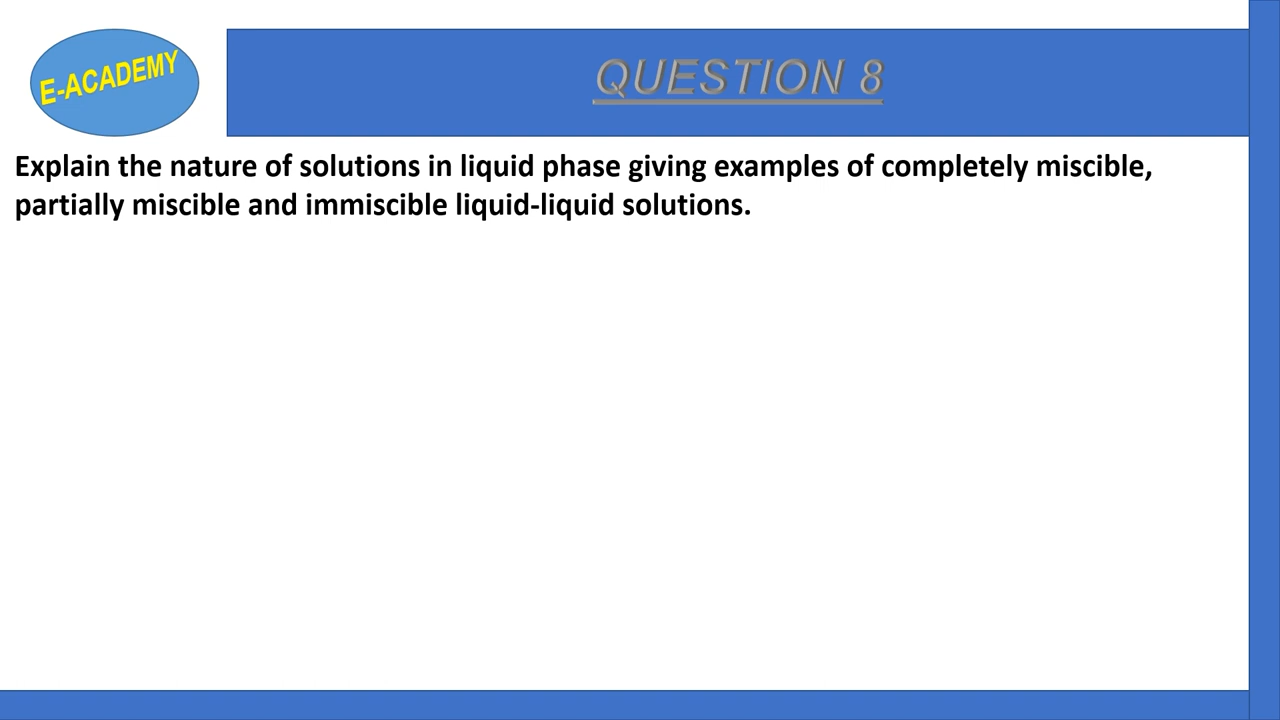 E-ACADEMY
QUESTION 8
Explain the nature of solutions in liquid phase giving examples of completely miscible,
partially miscible and immiscible liquid-liquid solutions.